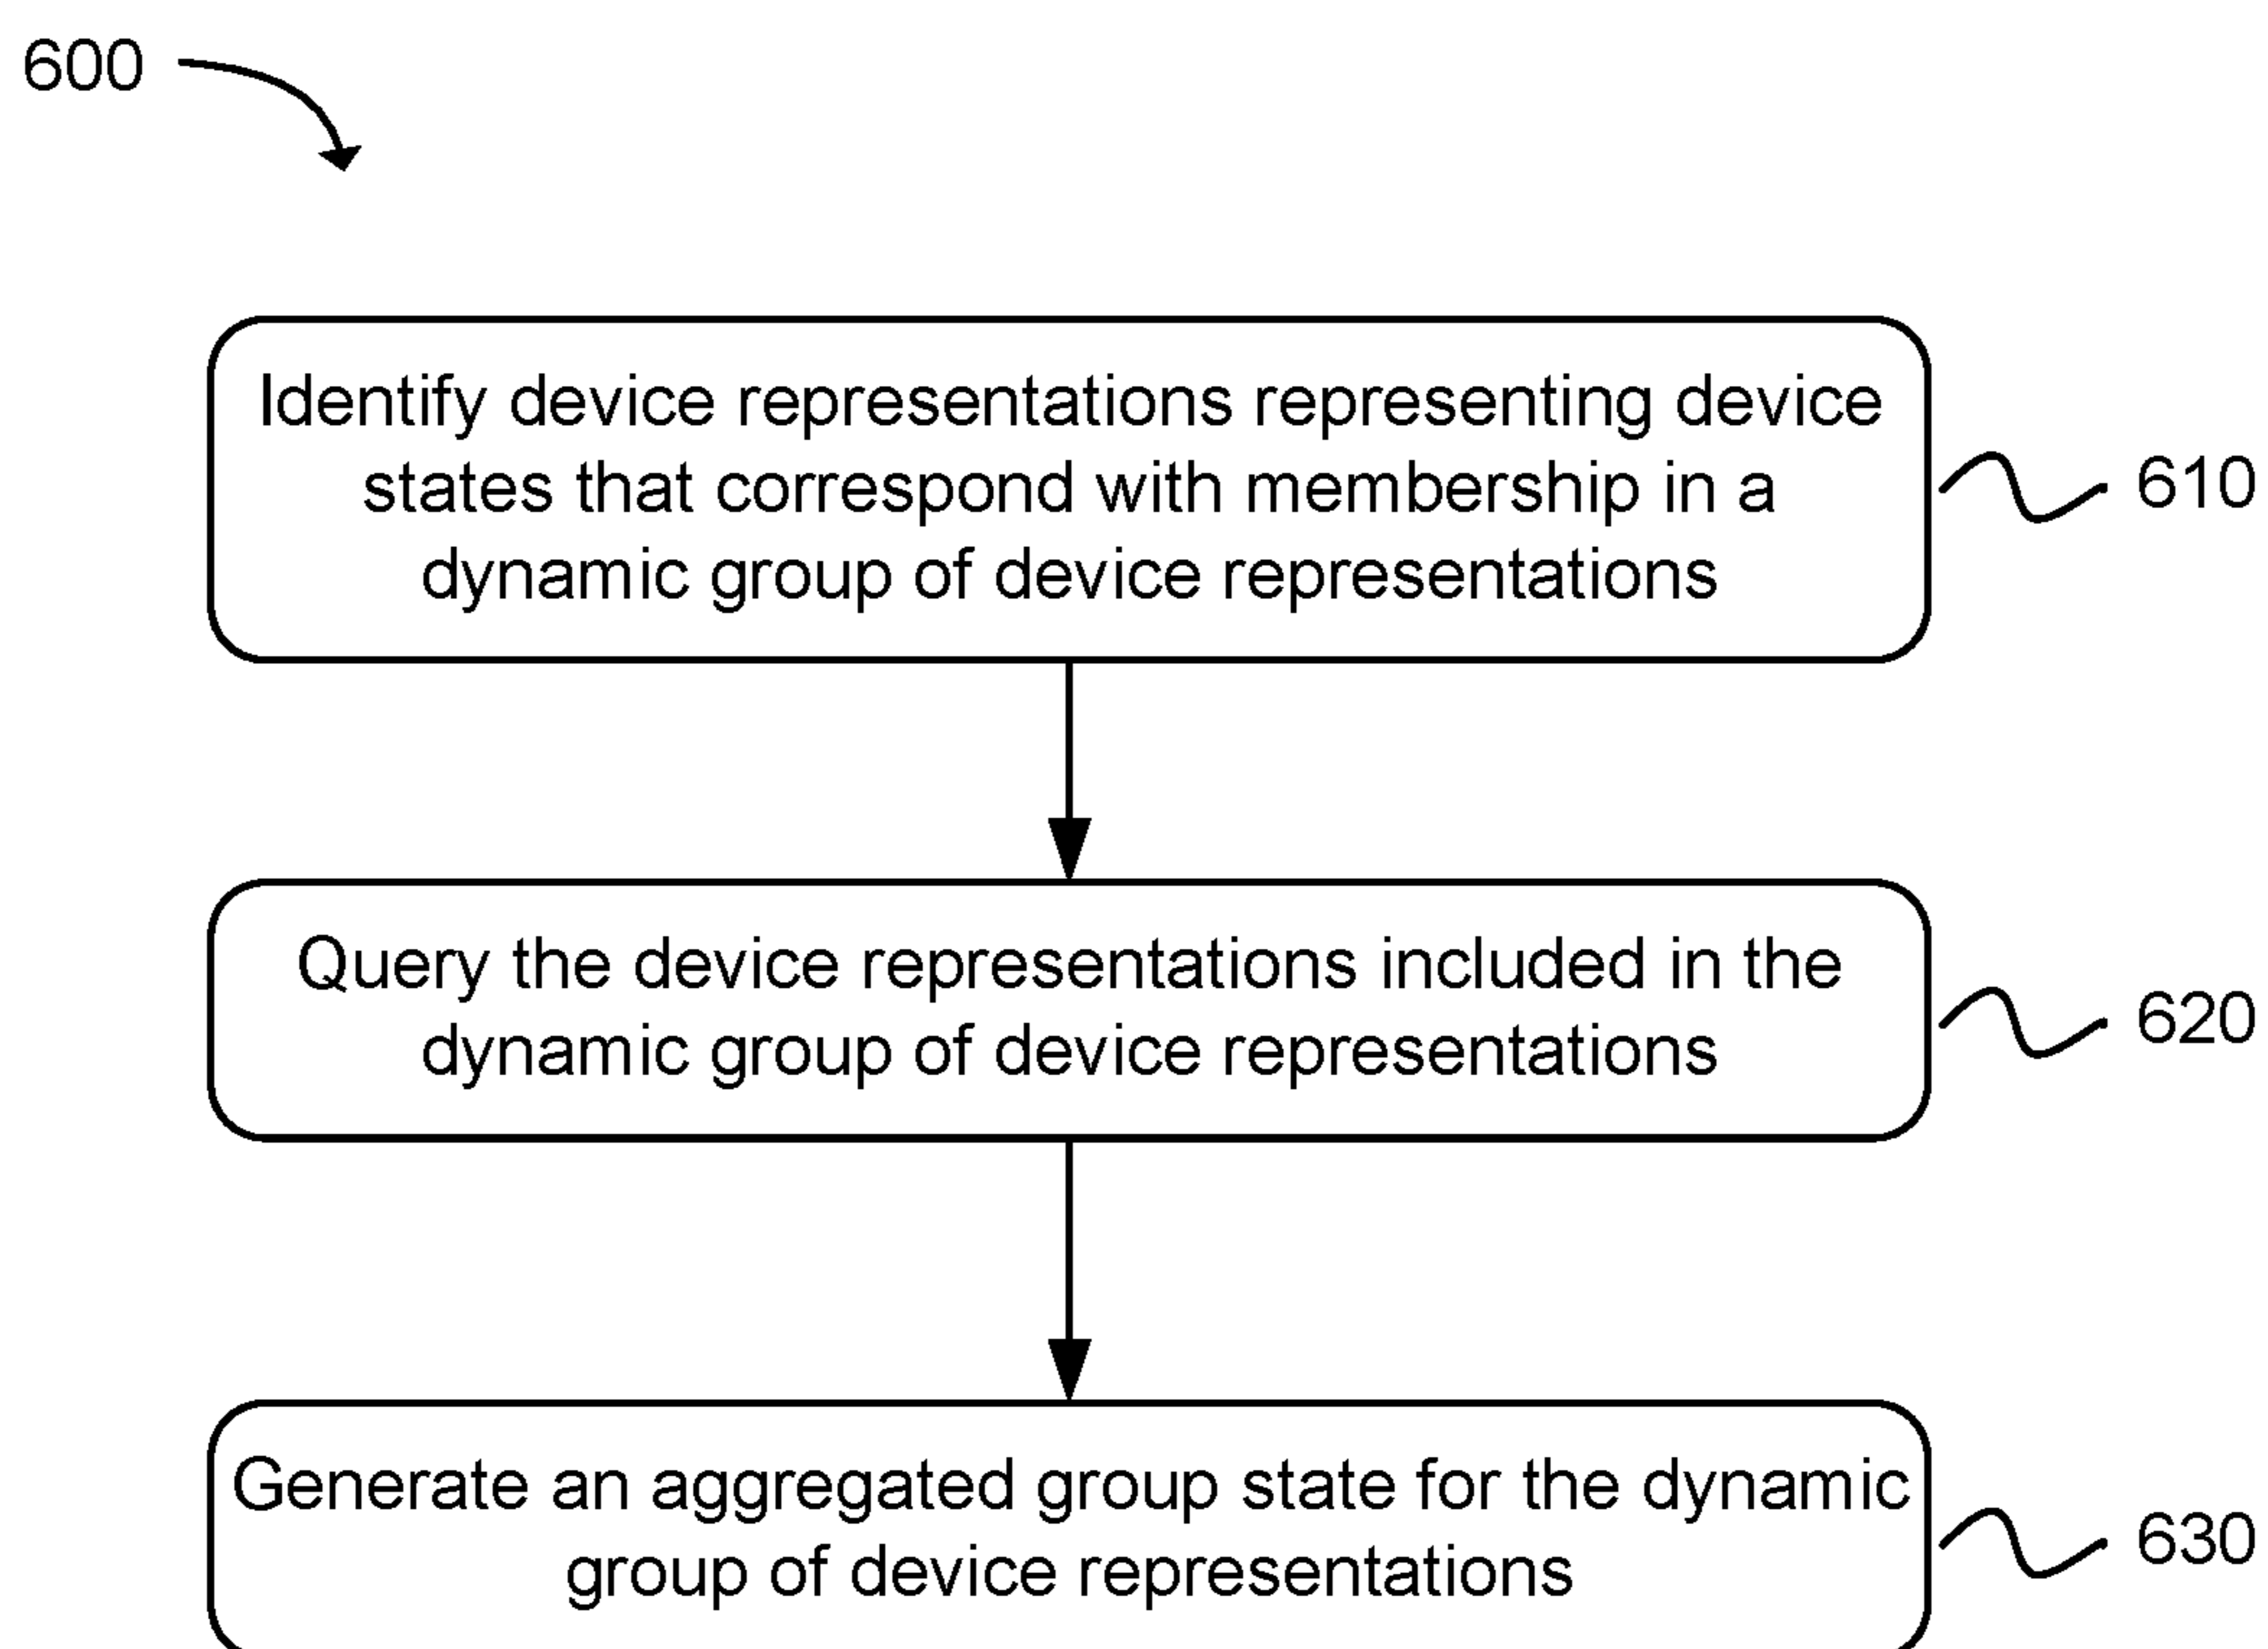 600
Identify device representations representing device
states that correspond with membership in a
dynamic group of device representations
610
Query the device representations included in the
dynamic group of device representations
620
Generate an aggregated group state for the dynamic
group of device representations
630